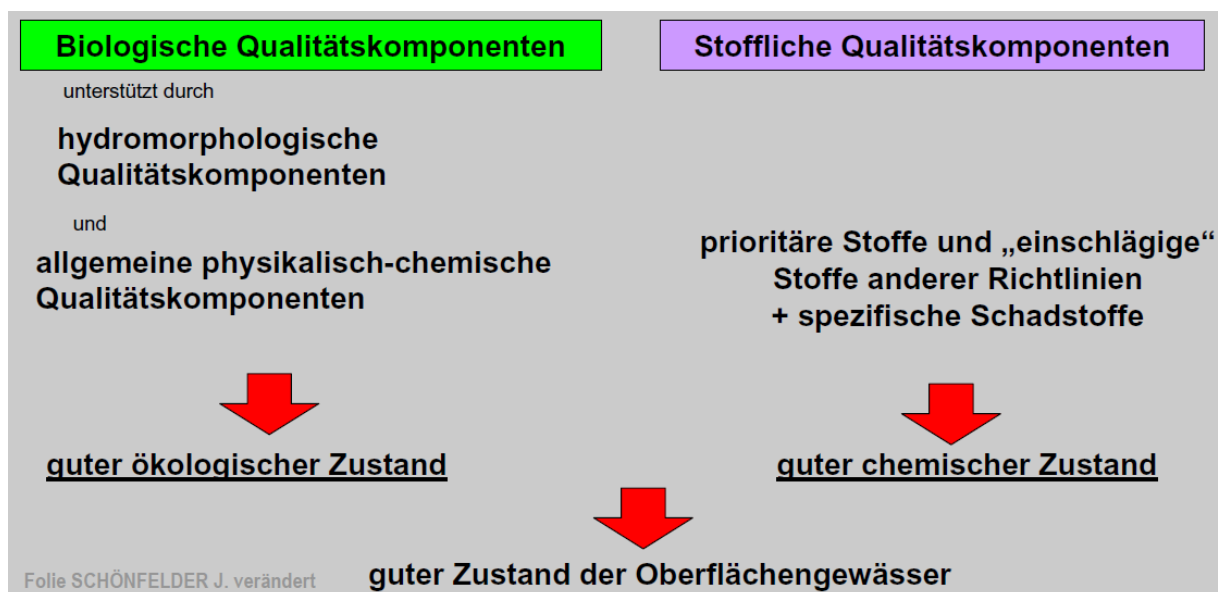 Biologische Qualitätskomponenten
unterstützt durch
hydromorphologische
Qualitätskomponenten
und
allgemeine physikalisch-chemische
Qualitätskomponenten
guter ökologischer Zustand
Stoffliche Qualitätskomponenten
prioritäre Stoffe und „einschlägige“
Stoffe anderer Richtlinien
+ spezifische Schadstoffe
guter chemischer Zustand
guter Zustand der Oberflächengewässer
Folie SCHÖNFELDER J. verändert